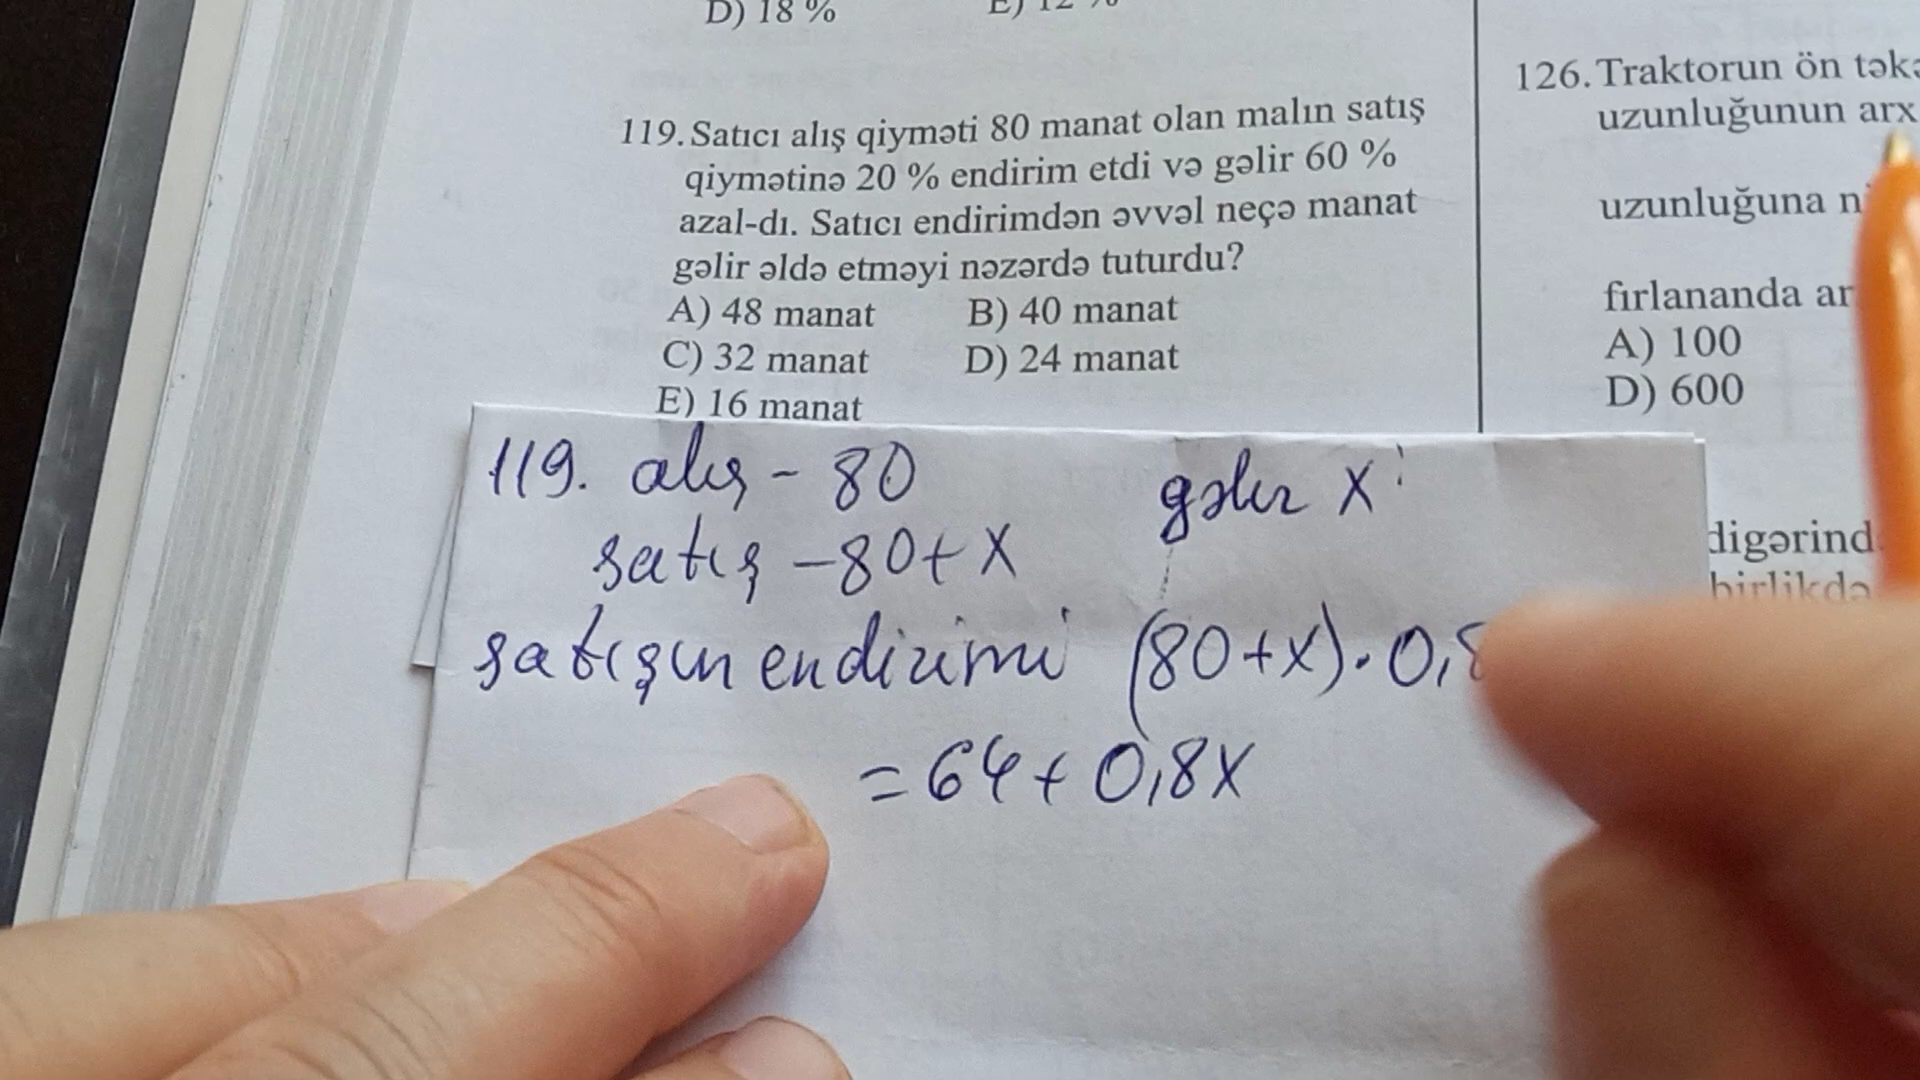 D) 18 %
E) 12 %
119. Satıcı alış qiyməti 80 manat olan malın satış
qiymətinə 20 % endirim etdi və gəlir 60 %
azal-dı. Satıcı endirimdən əvvəl neçə manat
gəlir əldə etməyi nəzərdə tuturdu?
A) 48 manat B) 40 manat
C) 32 manat D) 24 manat
E) 16 manat
126. Traktorun ön
uzunluğunun
uzunluğuna
fırlananda
A) 100
D) 600
digərind
birlikdə
119. alış - 80 gəlir x
satış - 80 + x
satışın endirimi (80+x) · 0,8
= 64 + 0,8x